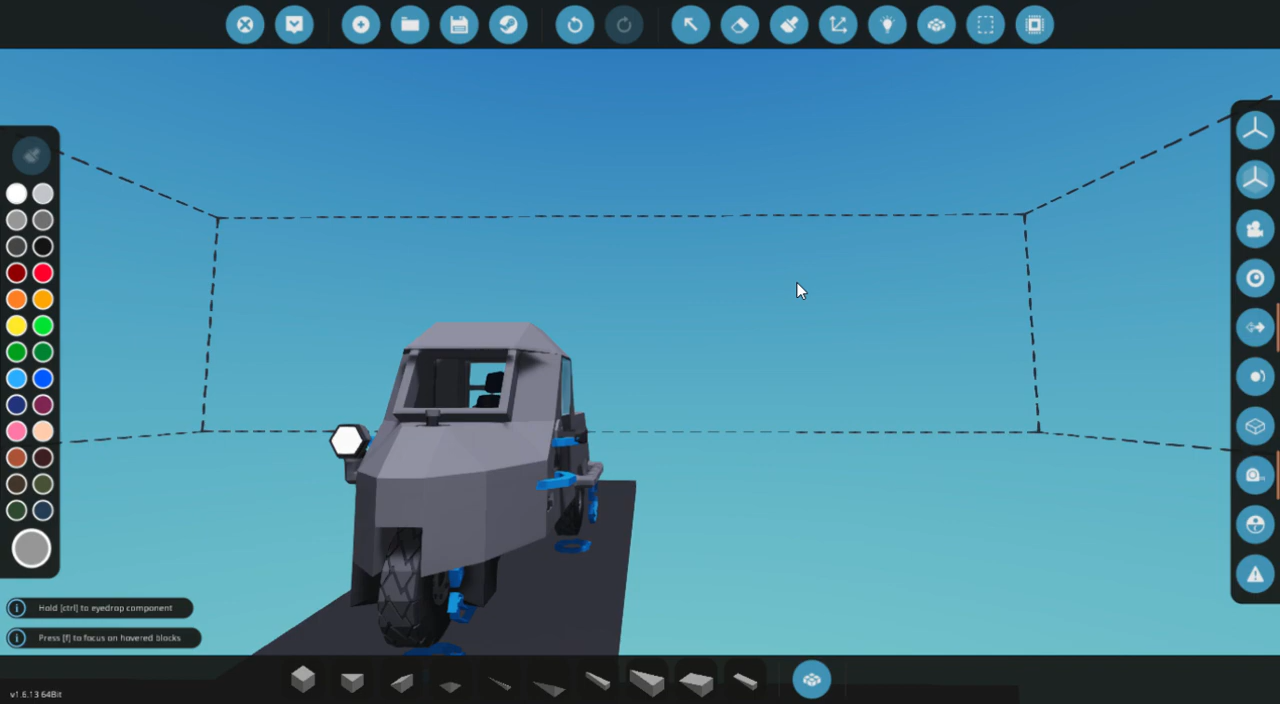 Hold [ctrl] to eyedrop component
Press [f] to focus on hovered blocks
v1.6.13 64Bit